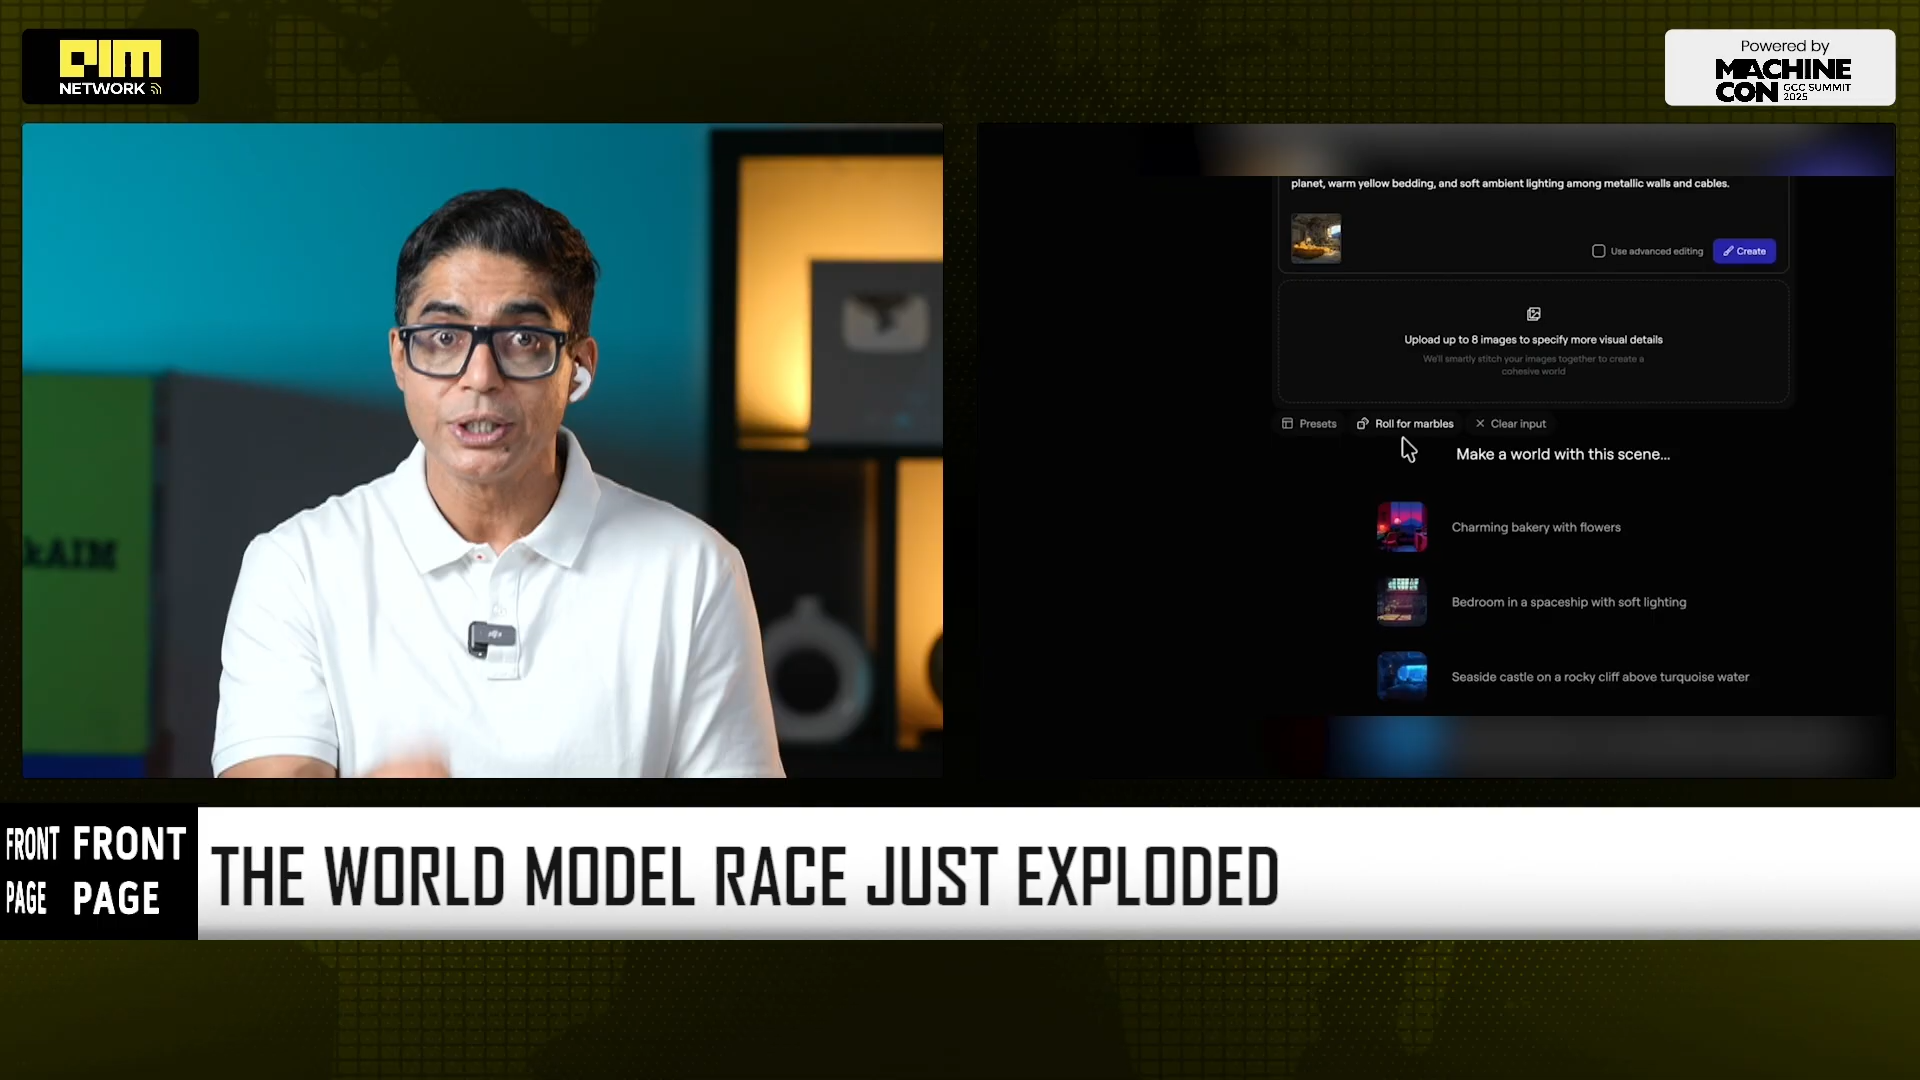 AIM
NETWORK
Powered by
MACHINE
CON GCC SUMMIT
2025
planet, warm yellow bedding, and soft ambient lighting among metallic walls and cables.
Use advanced editing
Create
Upload up to 8 images to specify more visual details
We'll smartly stitch your images together to create a
cohesive world
Presets
Roll for marbles
Clear input
Make a world with this scene...
Charming bakery with flowers
Bedroom in a spaceship with soft lighting
Seaside castle on a rocky cliff above turquoise water
kAIM
dji
FRONT FRONT
PAGE PAGE
THE WORLD MODEL RACE JUST EXPLODED